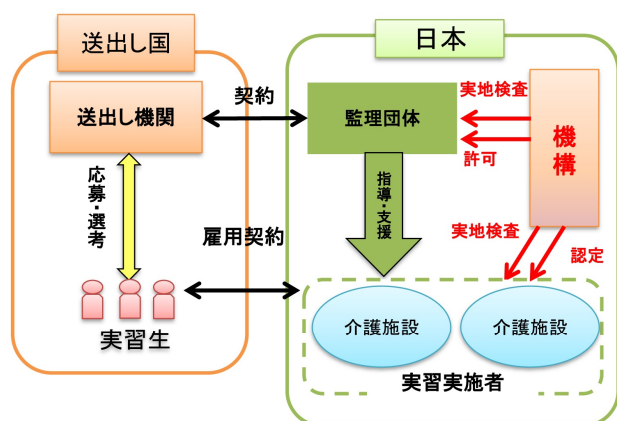 送出し国
日本
送出し機関
契約
監理団体
実地検査
許可
機構
応募・選考
指導・支援
雇用契約
実地検査
認定
実習生
介護施設
介護施設
実習実施者